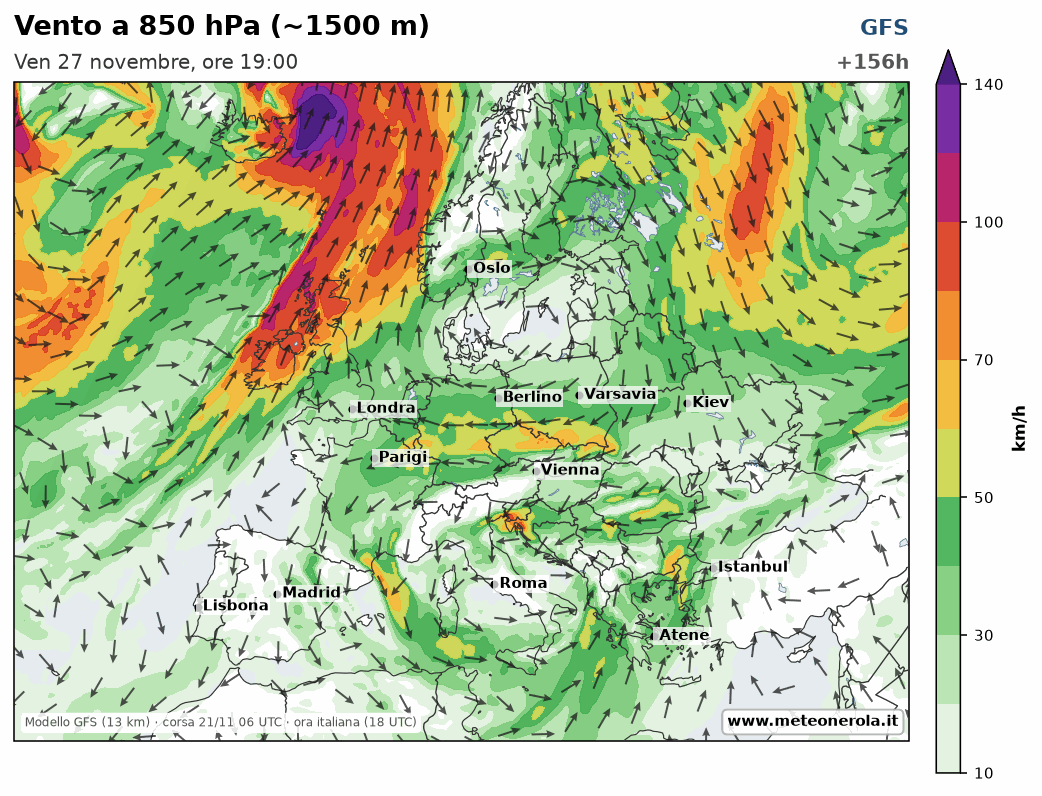 Vento a 850 hPa (~1500 m)
GFS
Ven 27 novembre, ore 19:00
+156h
140
100
70
50
30
10
km/h
Oslo
Londra
Berlino
Varsavia
Kiev
Parigi
Vienna
Istanbul
Roma
Madrid
Lisbona
Atene
Modello GFS (13 km) · corsa 21/11 06 UTC · ora italiana (18 UTC)
www.meteonerola.it